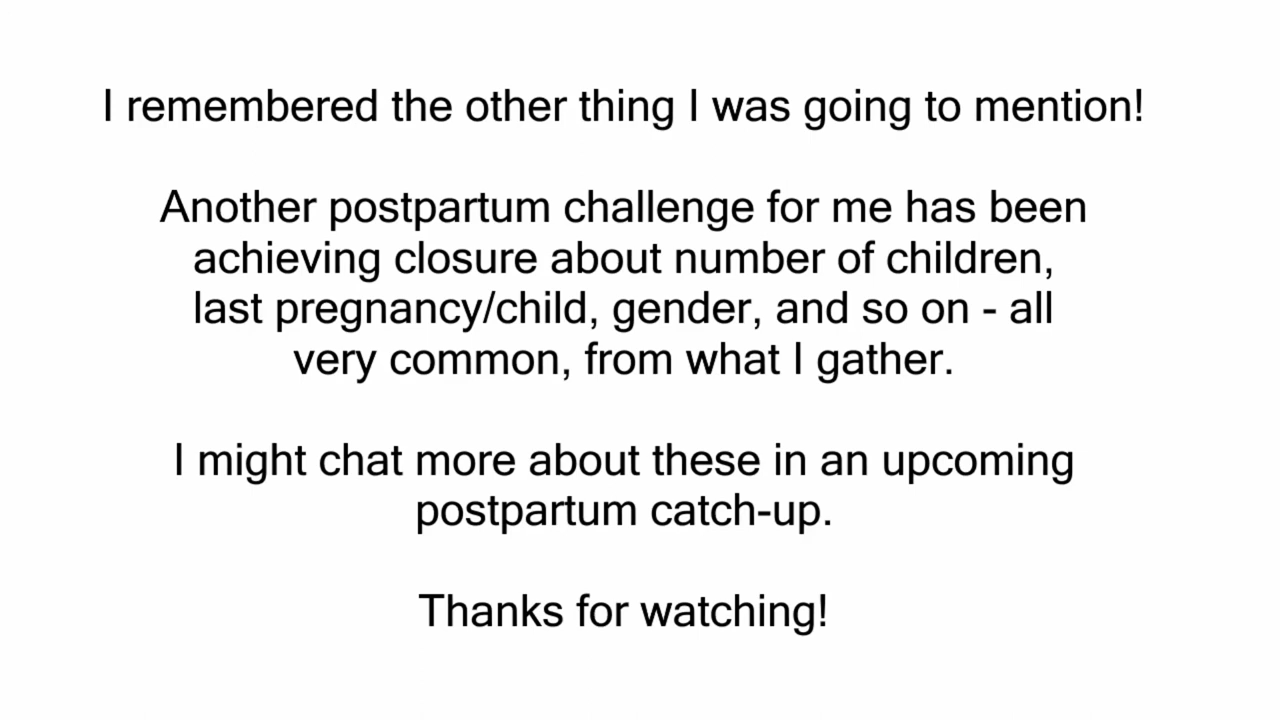 I remembered the other thing I was going to mention!
Another postpartum challenge for me has been
achieving closure about number of children,
last pregnancy/child, gender, and so on - all
very common, from what I gather.
I might chat more about these in an upcoming
postpartum catch-up.
Thanks for watching!